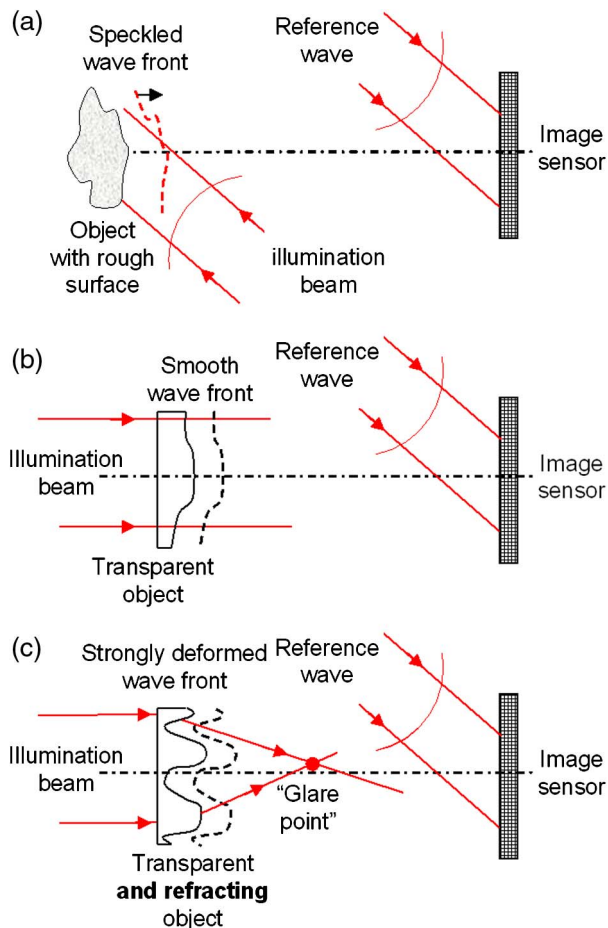 (a)
Speckled
wave front
Reference
wave
Image
sensor
Object
with rough
surface
illumination
beam
(b)
Smooth
wave front
Reference
wave
Illumination
beam
Image
sensor
Transparent
object
(c)
Strongly deformed
wave front
Reference
wave
Illumination
beam
Image
sensor
“Glare
point”
Transparent
and refracting
object